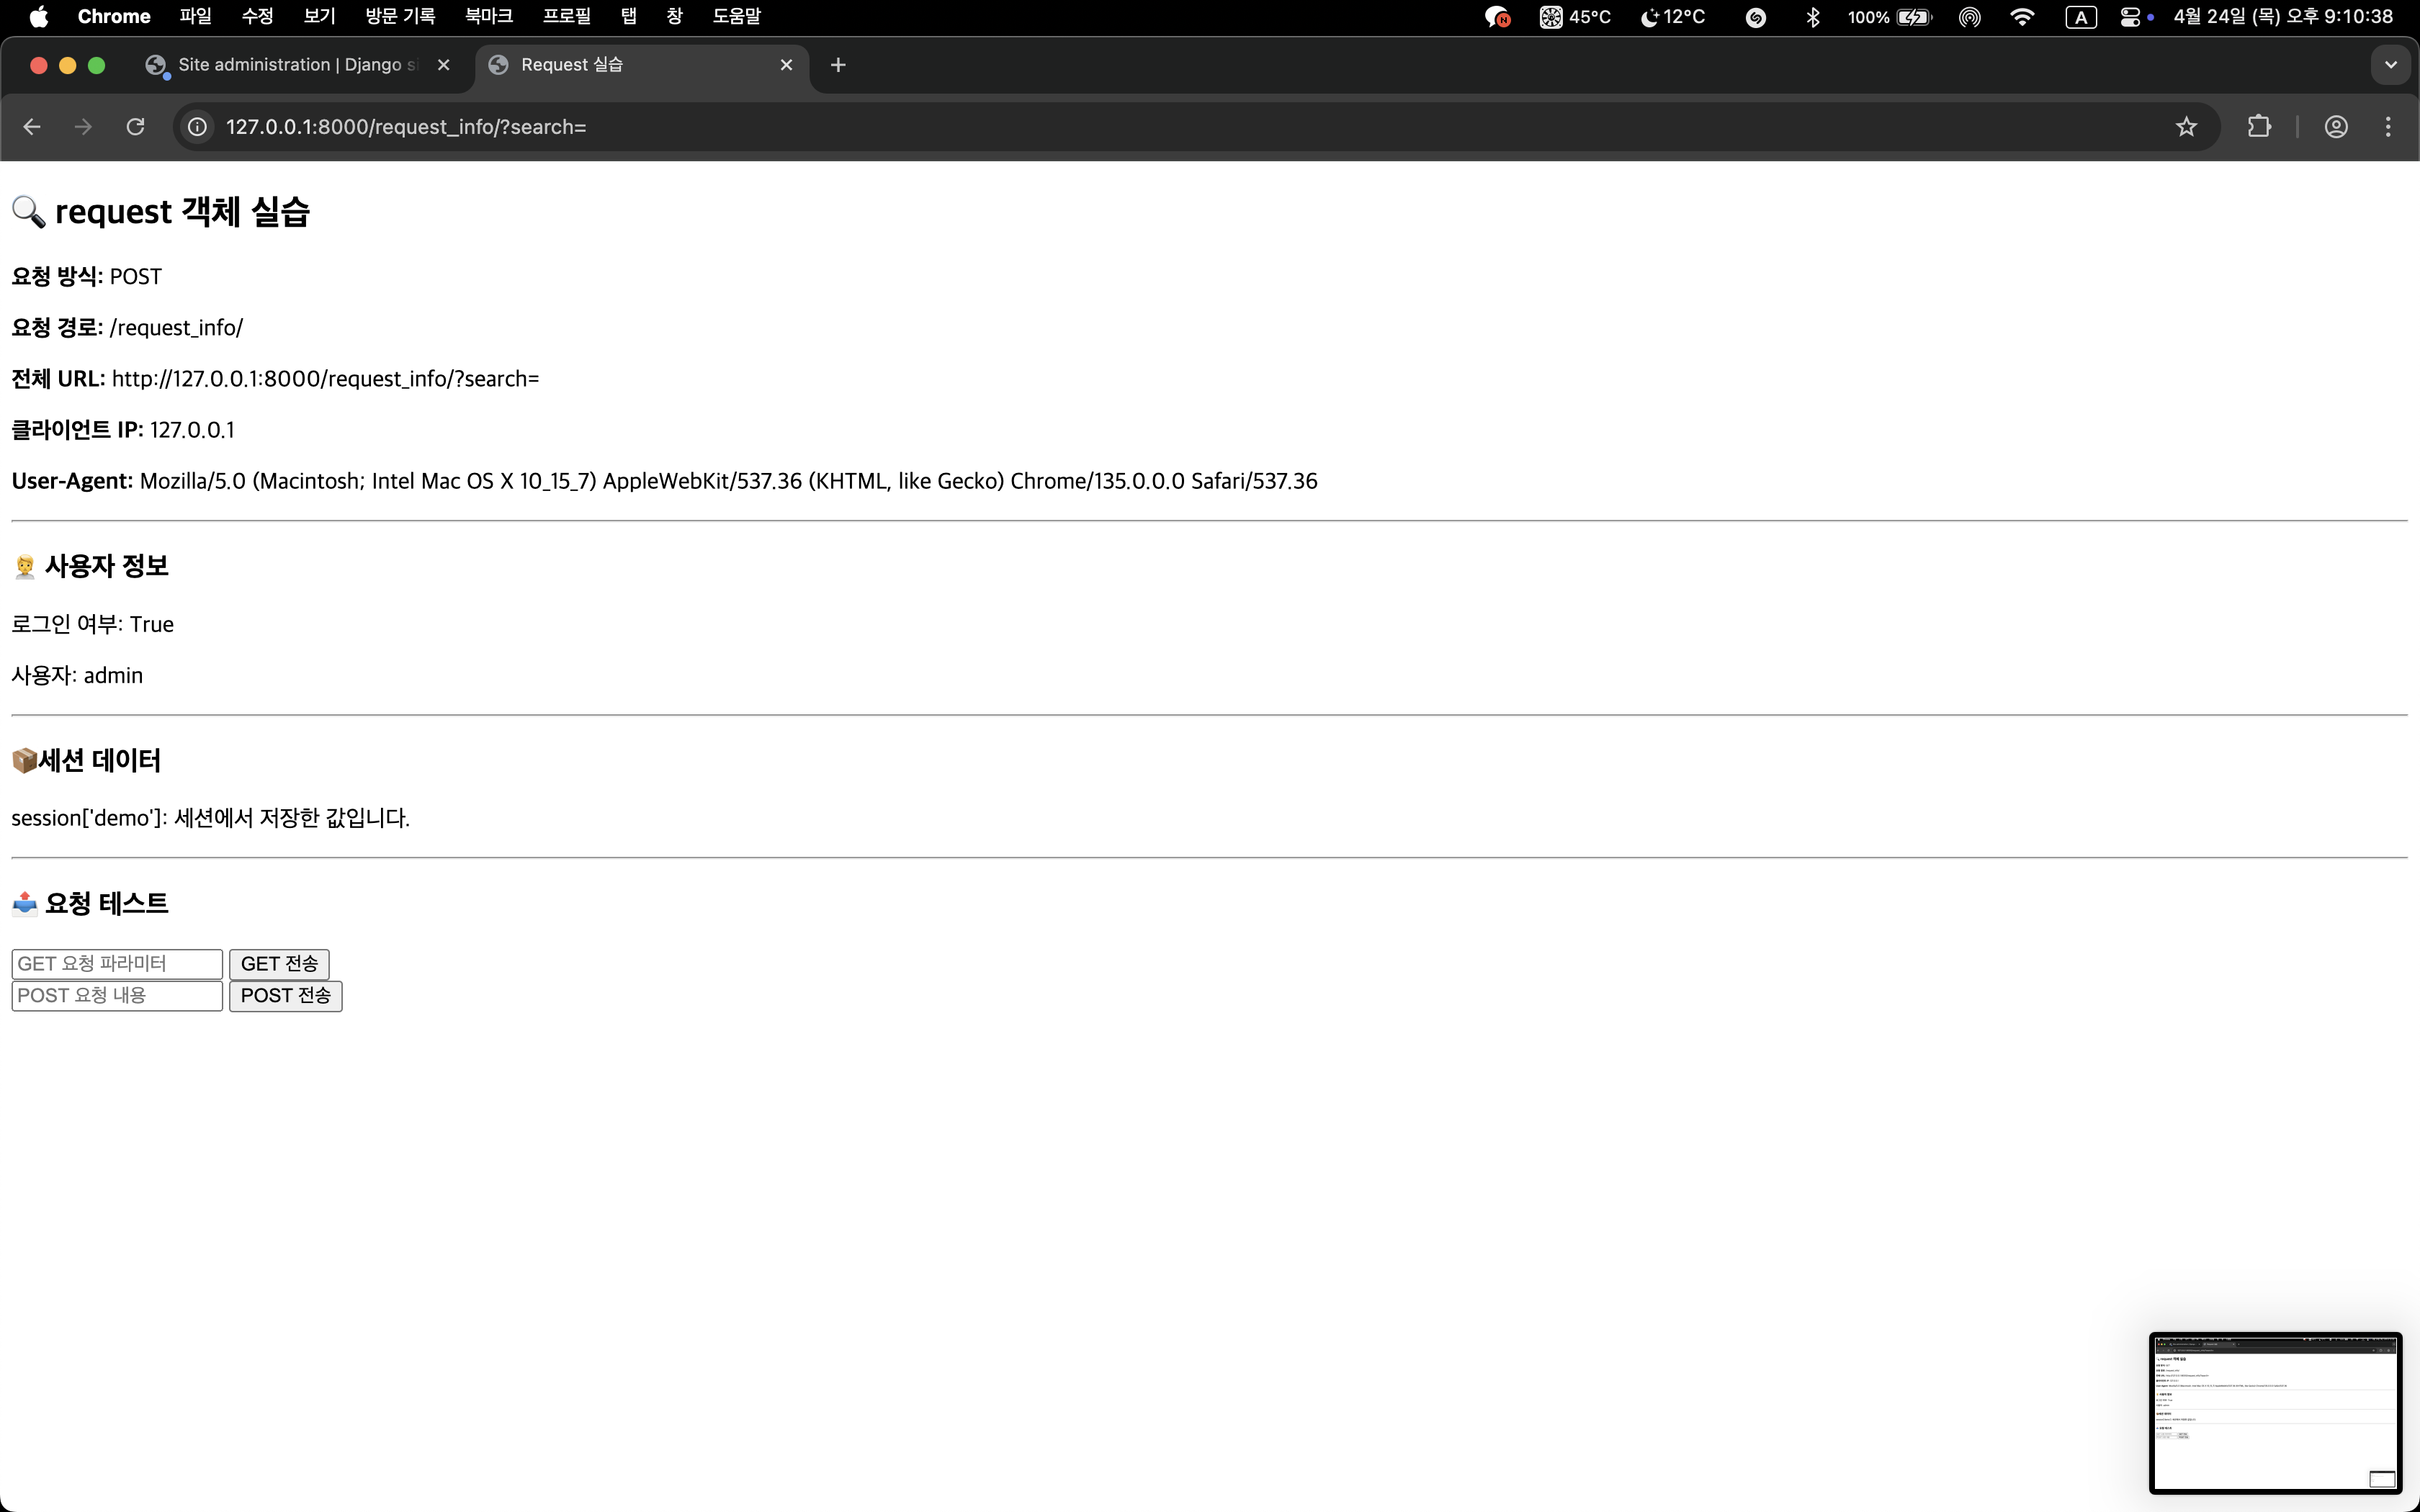 Chrome 파일 수정 보기 방문 기록 북마크 프로필 탭 창 도움말 45°C 12°C 100% A 4월 24일 (목) 오후 9:10:38
Site administration | Django si Request 실습
127.0.0.1:8000/request_info/?search=
🔍 request 객체 실습
요청 방식: POST
요청 경로: /request_info/
전체 URL: http://127.0.0.1:8000/request_info/?search=
클라이언트 IP: 127.0.0.1
User-Agent: Mozilla/5.0 (Macintosh; Intel Mac OS X 10_15_7) AppleWebKit/537.36 (KHTML, like Gecko) Chrome/135.0.0.0 Safari/537.36
사용자 정보
로그인 여부: True
사용자: admin
📦세션 데이터
session['demo']: 세션에서 저장한 값입니다.
📤 요청 테스트
GET 요청 파라미터 GET 전송
POST 요청 내용 POST 전송